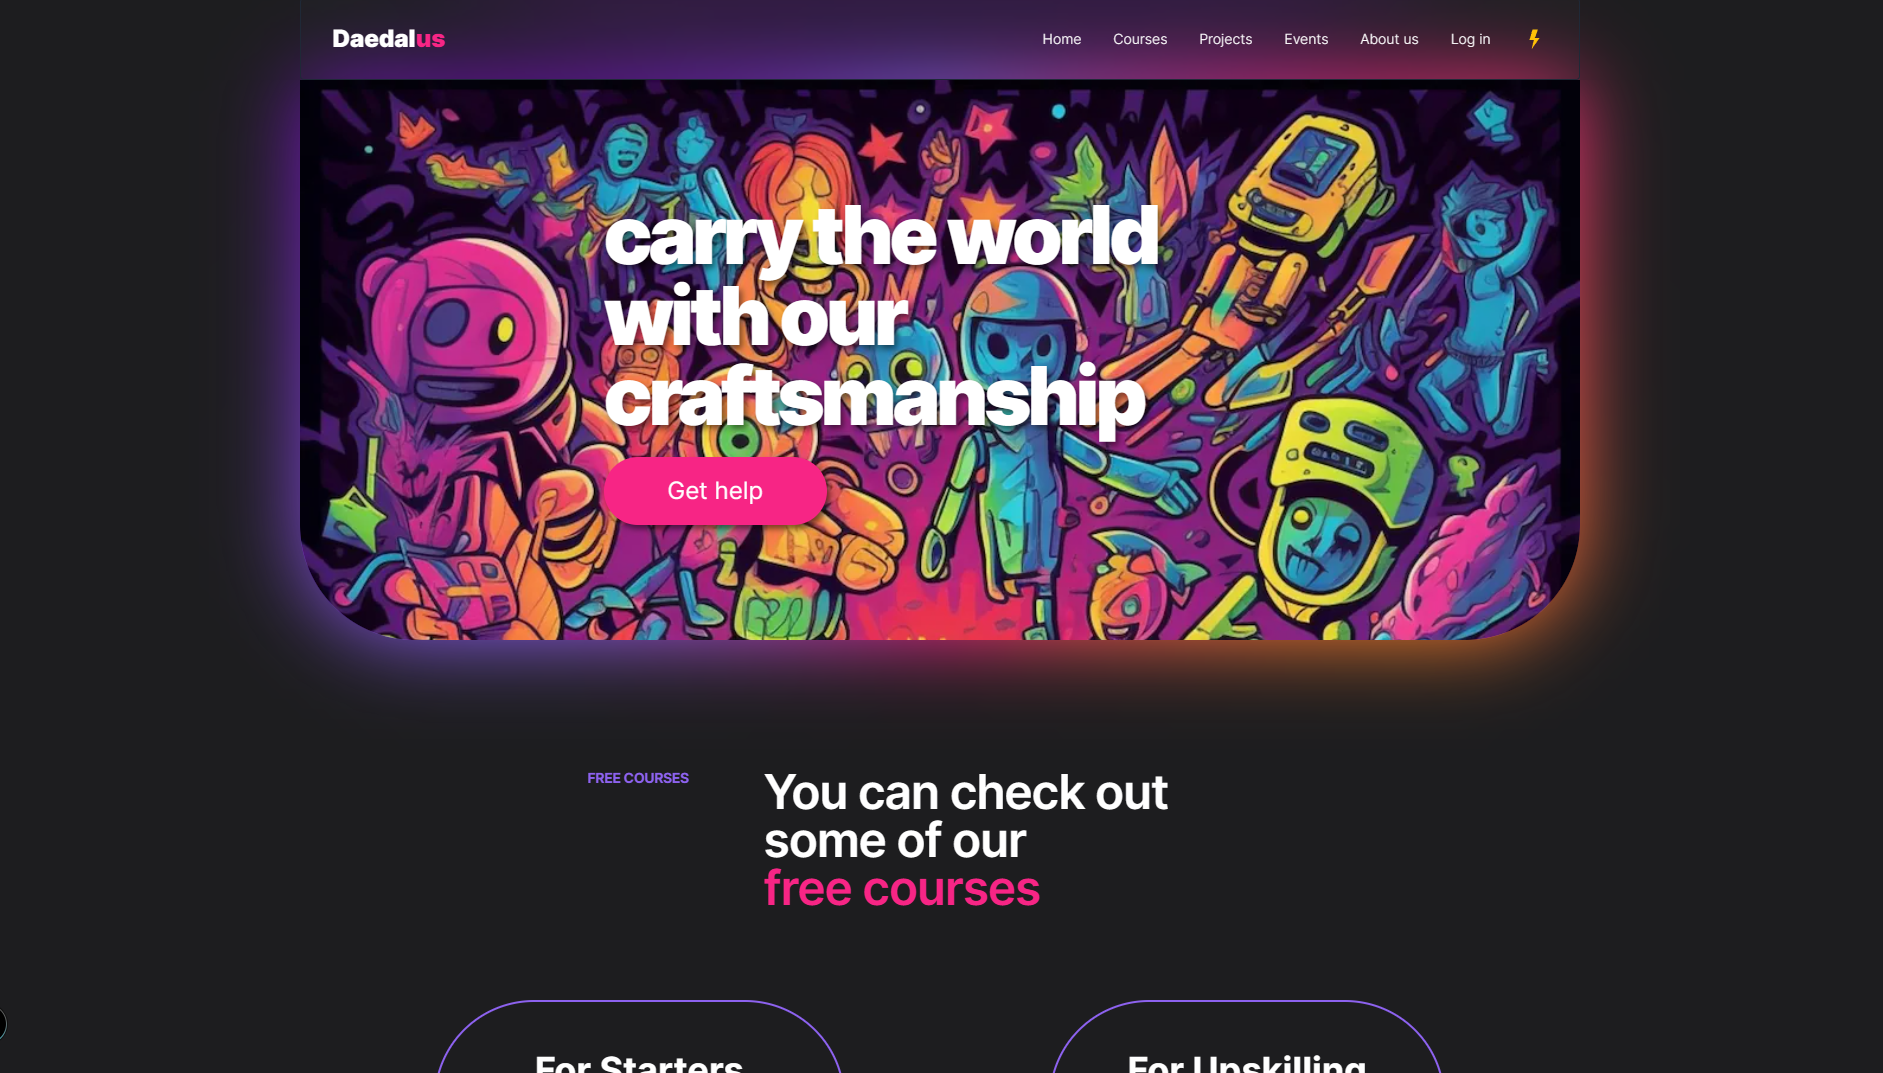 Daedalus
Home Courses Projects Events About us Log in
carry the world
with our
craftsmanship
Get help
FREE COURSES
You can check out
some of our
free courses
For Starters
For Upskilling